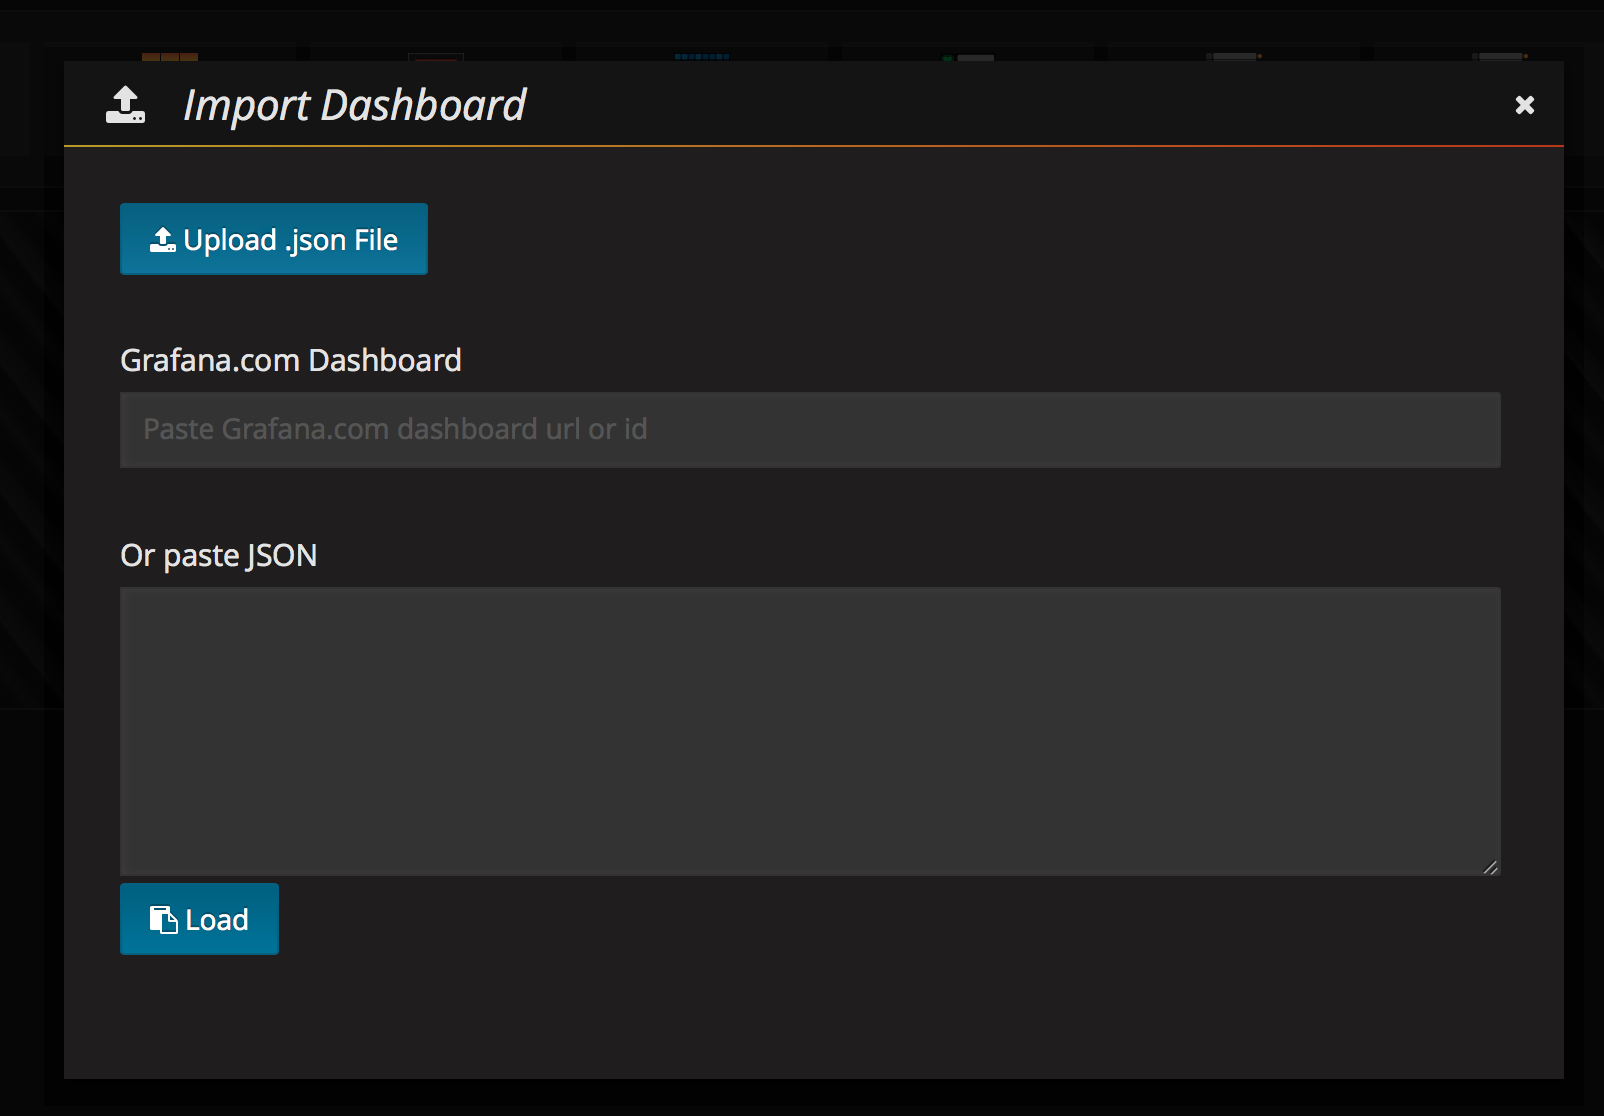 Import Dashboard
Upload .json File
Grafana.com Dashboard
Paste Grafana.com dashboard url or id
Or paste JSON
Load